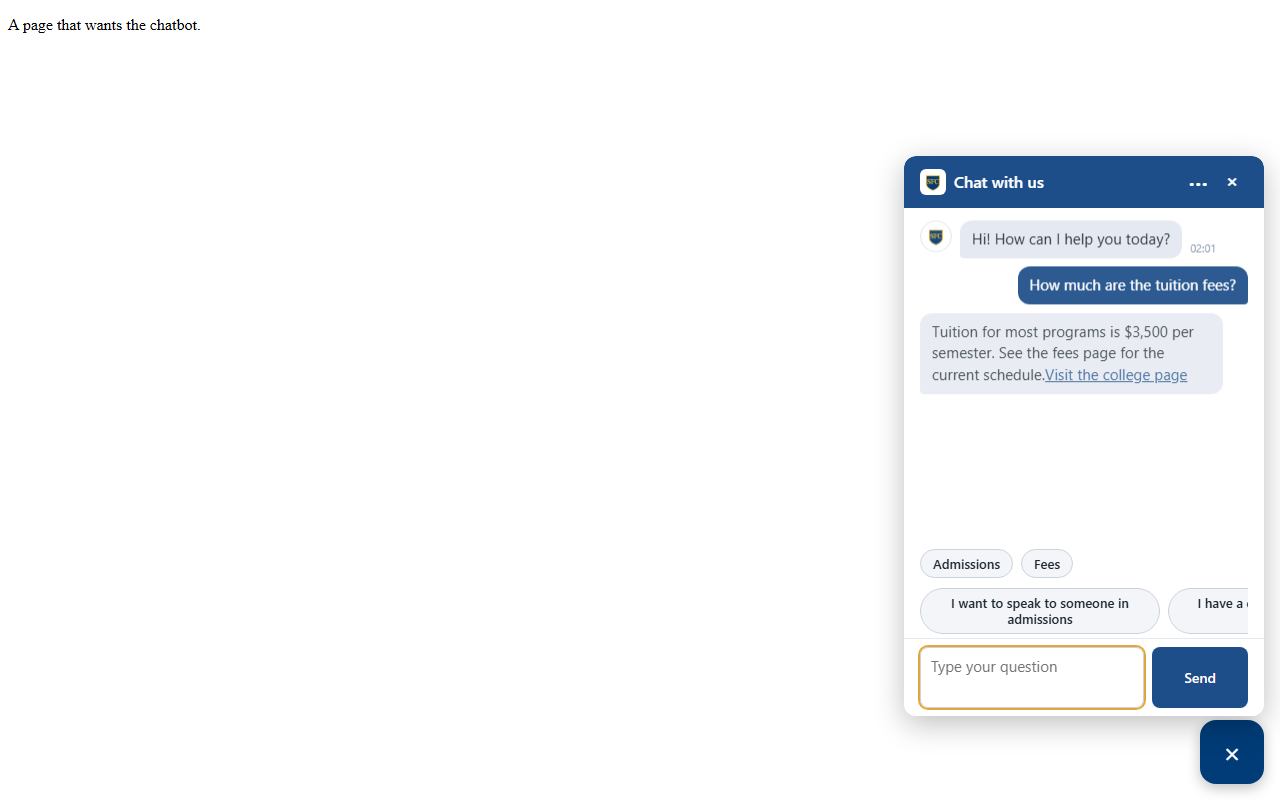 A page that wants the chatbot.
SFC
Chat with us
SFC
Hi! How can I help you today?
02:01
How much are the tuition fees?
Tuition for most programs is $3,500 per
semester. See the fees page for the
current schedule.Visit the college page
Admissions
Fees
I want to speak to someone in
admissions
I have a
Type your question
Send